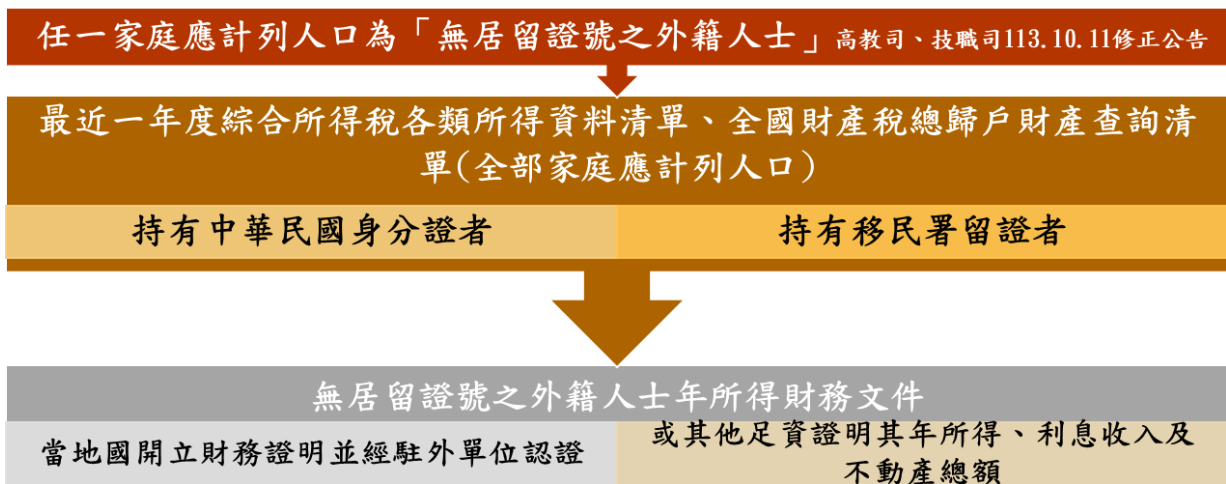 任一家庭應計列人口為「無居留證號之外籍人士」高教司、技職司113.10.11修正公告
最近一年度綜合所得稅各類所得資料清單、全國財產稅總歸戶財產查詢清
單(全部家庭應計列人口)
持有中華民國身分證者
持有移民署留證者
無居留證號之外籍人士年所得財務文件
當地國開立財務證明並經駐外單位認證
或其他足資證明其年所得、利息收入及
不動產總額